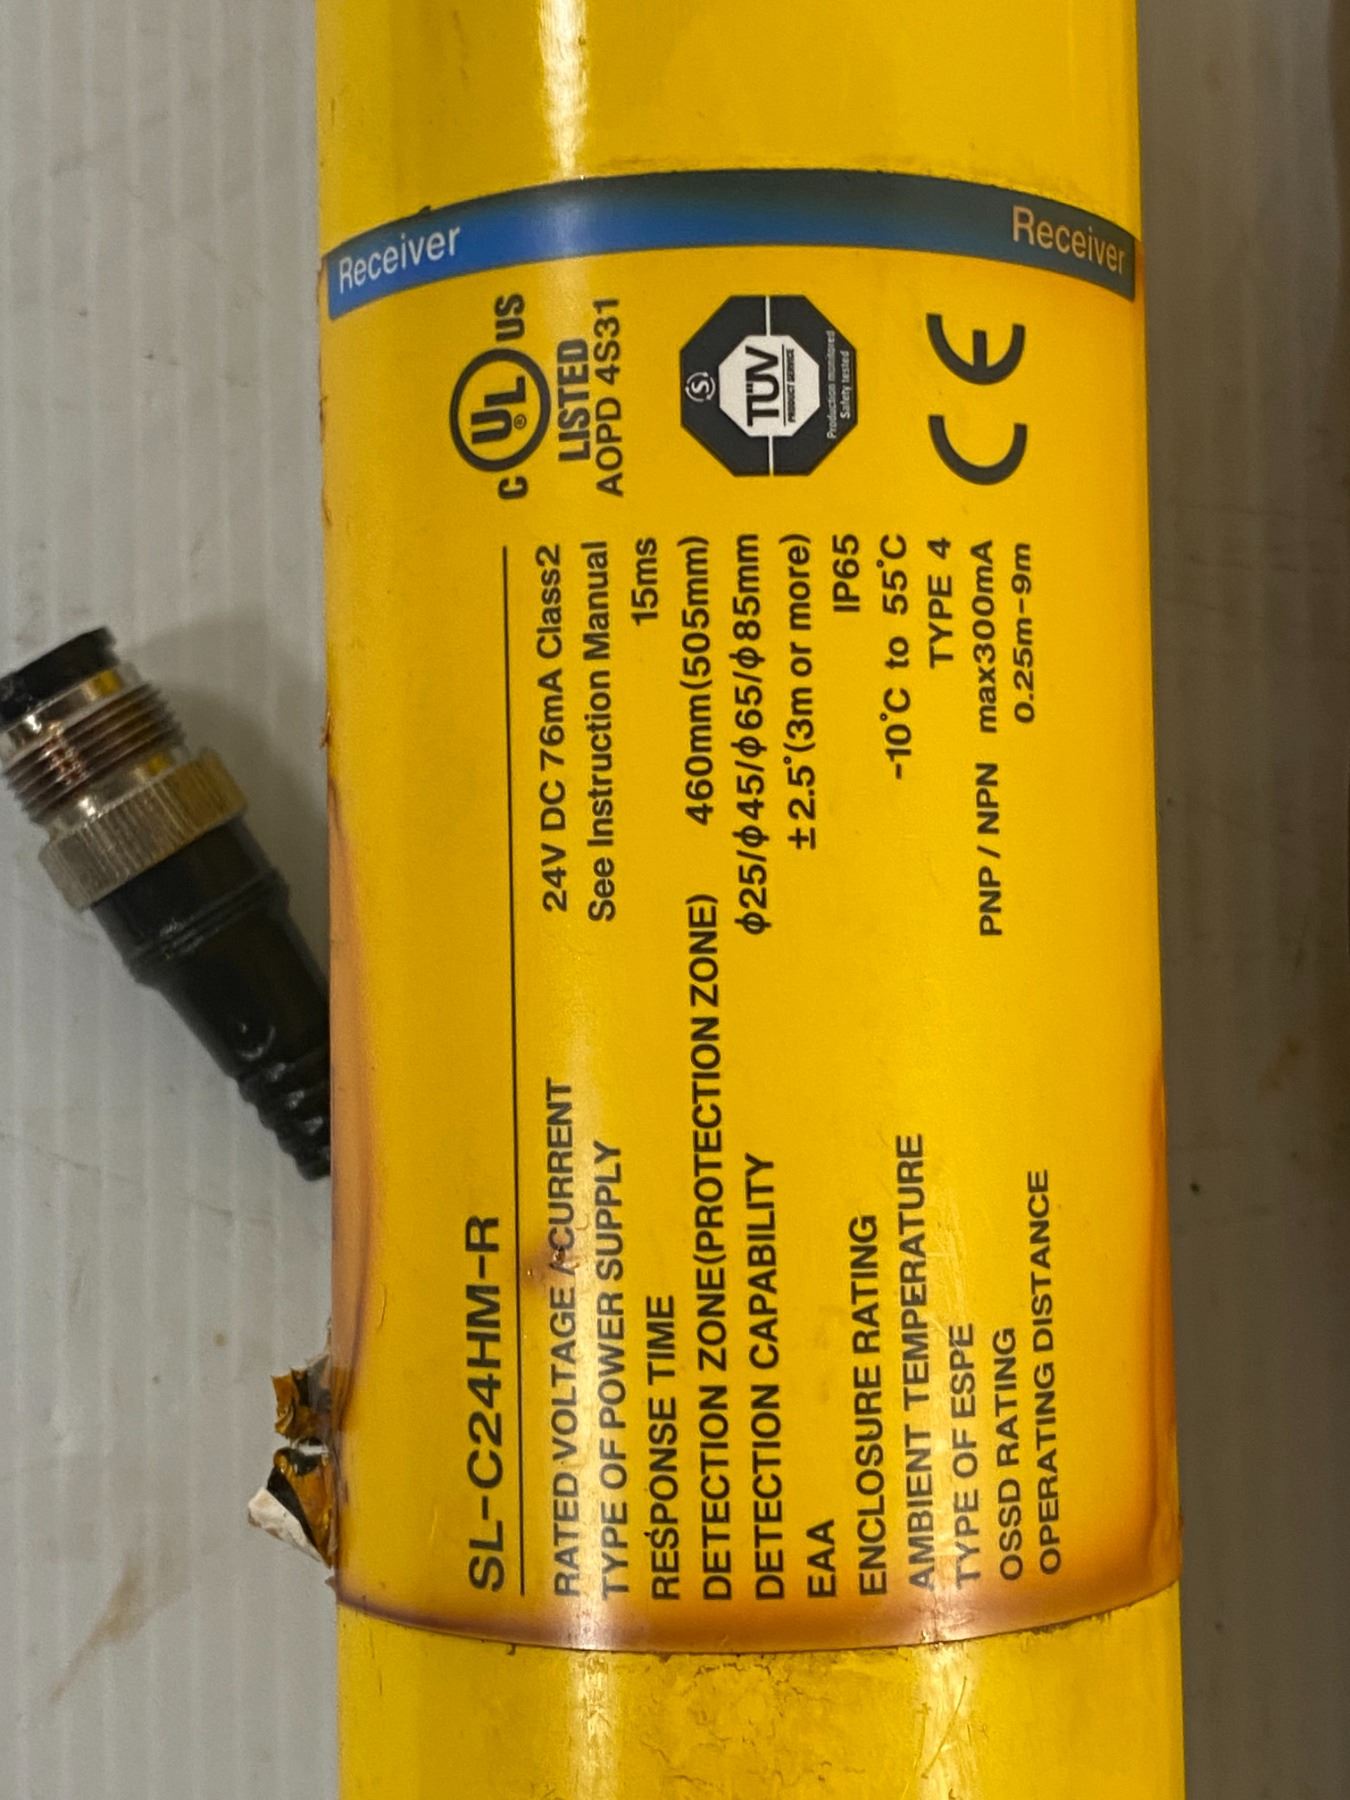 Receiver
Receiver
SL-C24HM-R
C UL® US
LISTED
AOPD 4S31
RATED VOLTAGE / CURRENT 24V DC 76mA Class2
TYPE OF POWER SUPPLY See Instruction Manual
RESPONSE TIME 15ms
DETECTION ZONE(PROTECTION ZONE) 460mm(505mm)
DETECTION CAPABILITY ϕ25/ϕ45/ϕ65/ϕ85mm
EAA ±2.5°(3m or more)
ENCLOSURE RATING IP65
AMBIENT TEMPERATURE -10°C to 55°C
TYPE OF ESPE TYPE 4
OSSD RATING PNP / NPN max300mA
OPERATING DISTANCE 0.25m-9m
S
TÜV
PRODUCT SERVICE
Production monitored
Safety tested
CE